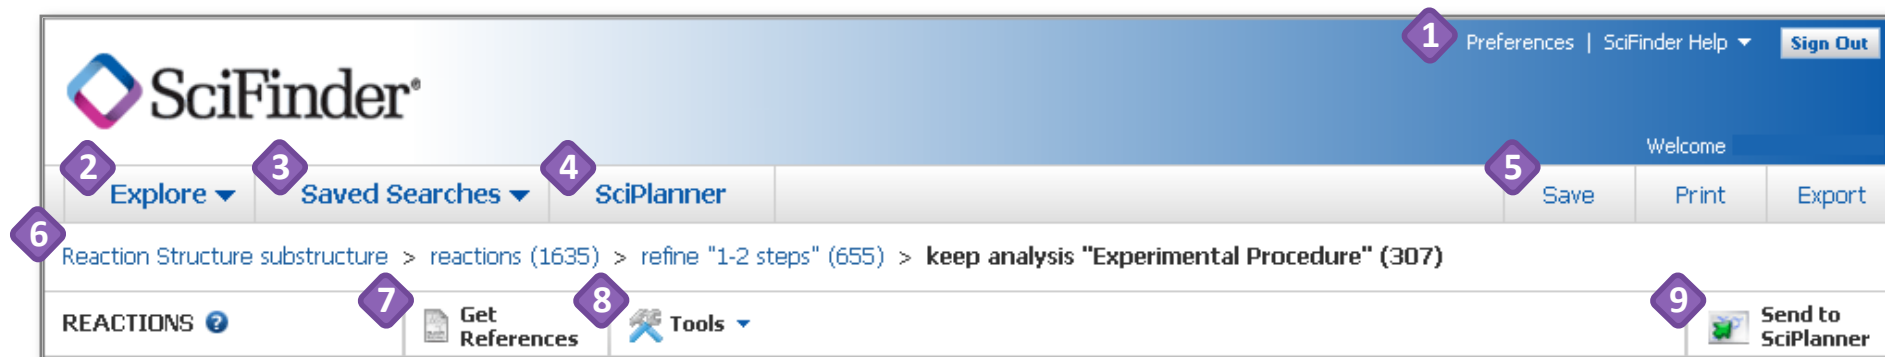 1 Preferences | SciFinder Help Sign Out
SciFinder®
Welcome
2 Explore 3 Saved Searches 4 SciPlanner 5 Save Print Export
6 Reaction Structure substructure > reactions (1635) > refine "1-2 steps" (655) > keep analysis "Experimental Procedure" (307)
REACTIONS ? 7 Get References 8 Tools 9 Send to SciPlanner